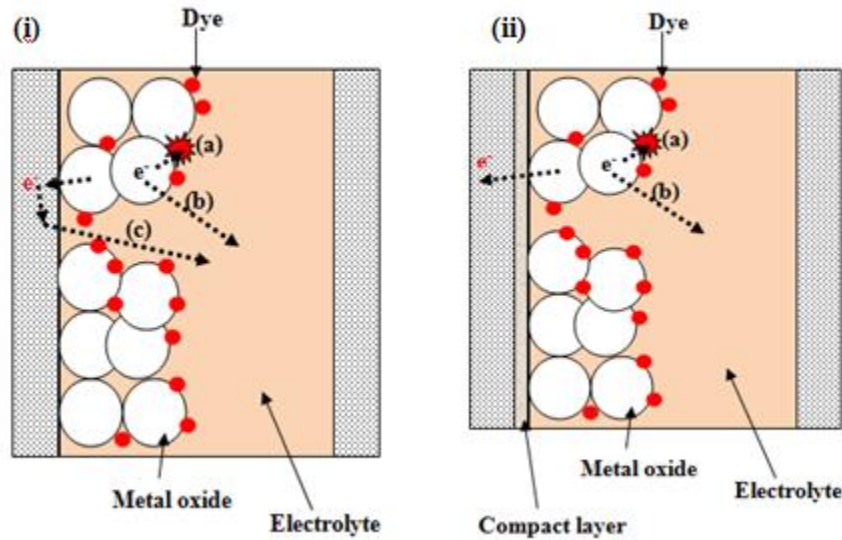 (i)
Dye
(a)
e-
e-
(b)
(c)
Metal oxide
Electrolyte
(ii)
Dye
(a)
e-
e-
(b)
Metal oxide
Electrolyte
Compact layer